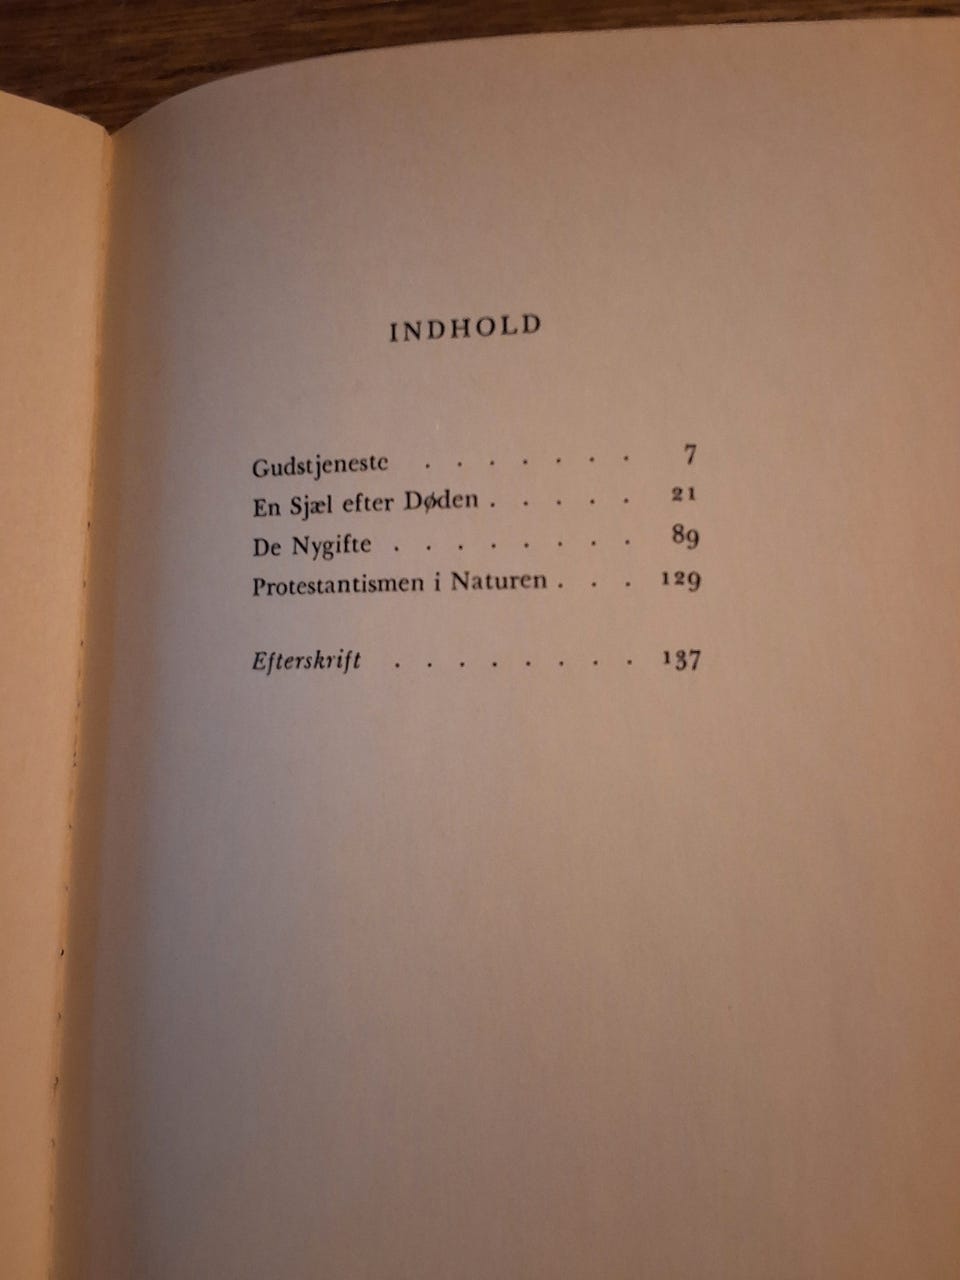 INDHOLD
Gudstjeneste . . . . . . . 7
En Sjæl efter Døden . . . . . 21
De Nygifte . . . . . . . . 89
Protestantismen i Naturen . . . 129
Efterskrift . . . . . . . . 137